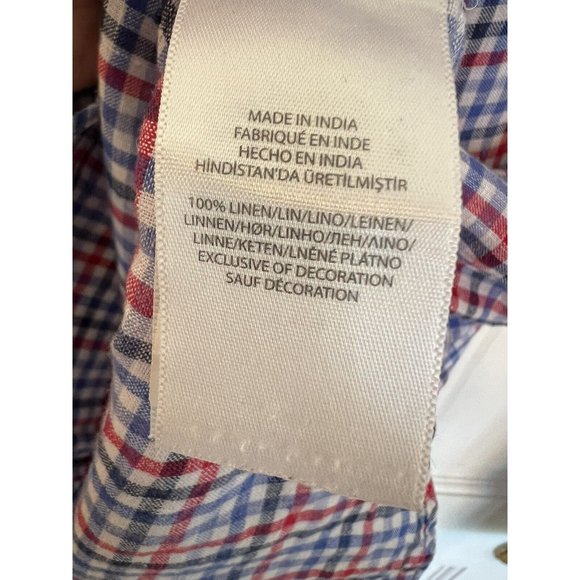 MADE IN INDIA
FABRIQUÉ EN INDE
HECHO EN INDIA
HİNDİSTAN'DA ÜRETİLMİŞTİR
100% LINEN/LIN/LINO/LEINEN/
LINNEN/HØR/LINHO/ЛЕН/ΛΙΝΟ/
LINNE/KETEN/LNĚNÉ PLÁTNO
EXCLUSIVE OF DECORATION
SAUF DÉCORATION